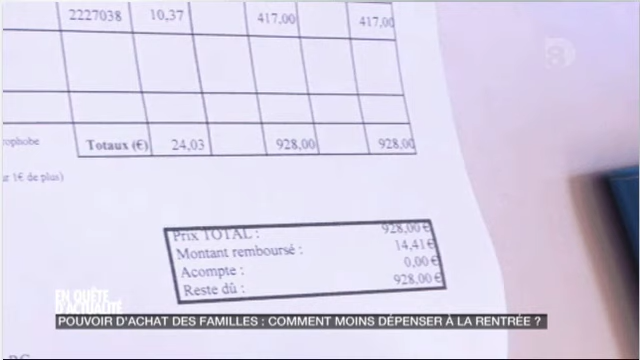 2227038 10,37 417,00 417,00
rophobe Totaux (€) 24,03 928,00 928,00
r 1€ de plus)
Prix TOTAL : 928,00€
Montant remboursé : 14,41€
Acompte : 0,00€
Reste dû : 928,00€
EN QUÊTE
D'ACTUALITÉ
POUVOIR D'ACHAT DES FAMILLES : COMMENT MOINS DÉPENSER À LA RENTRÉE ?